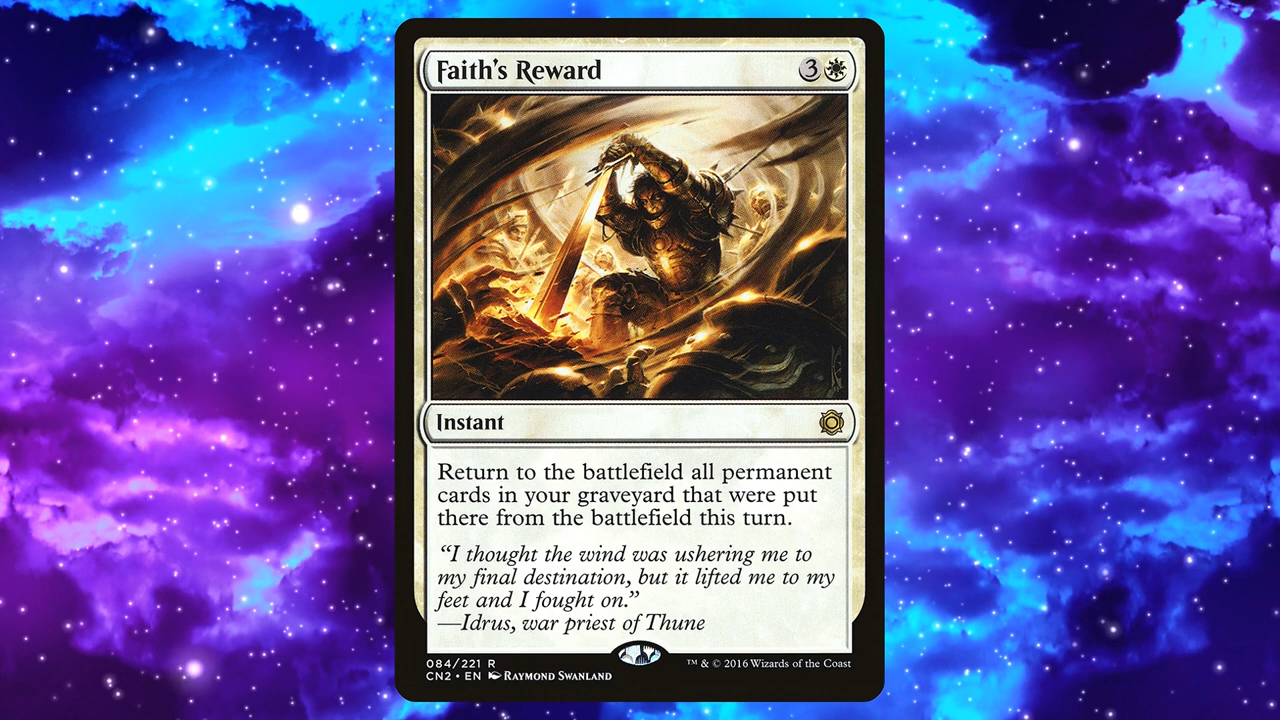 Faith's Reward 3
Instant
Return to the battlefield all permanent
cards in your graveyard that were put
there from the battlefield this turn.
“I thought the wind was ushering me to
my final destination, but it lifted me to my
feet and I fought on.”
—Idrus, war priest of Thune
084/221 R
CN2 • EN Raymond Swanland
™ & © 2016 Wizards of the Coast